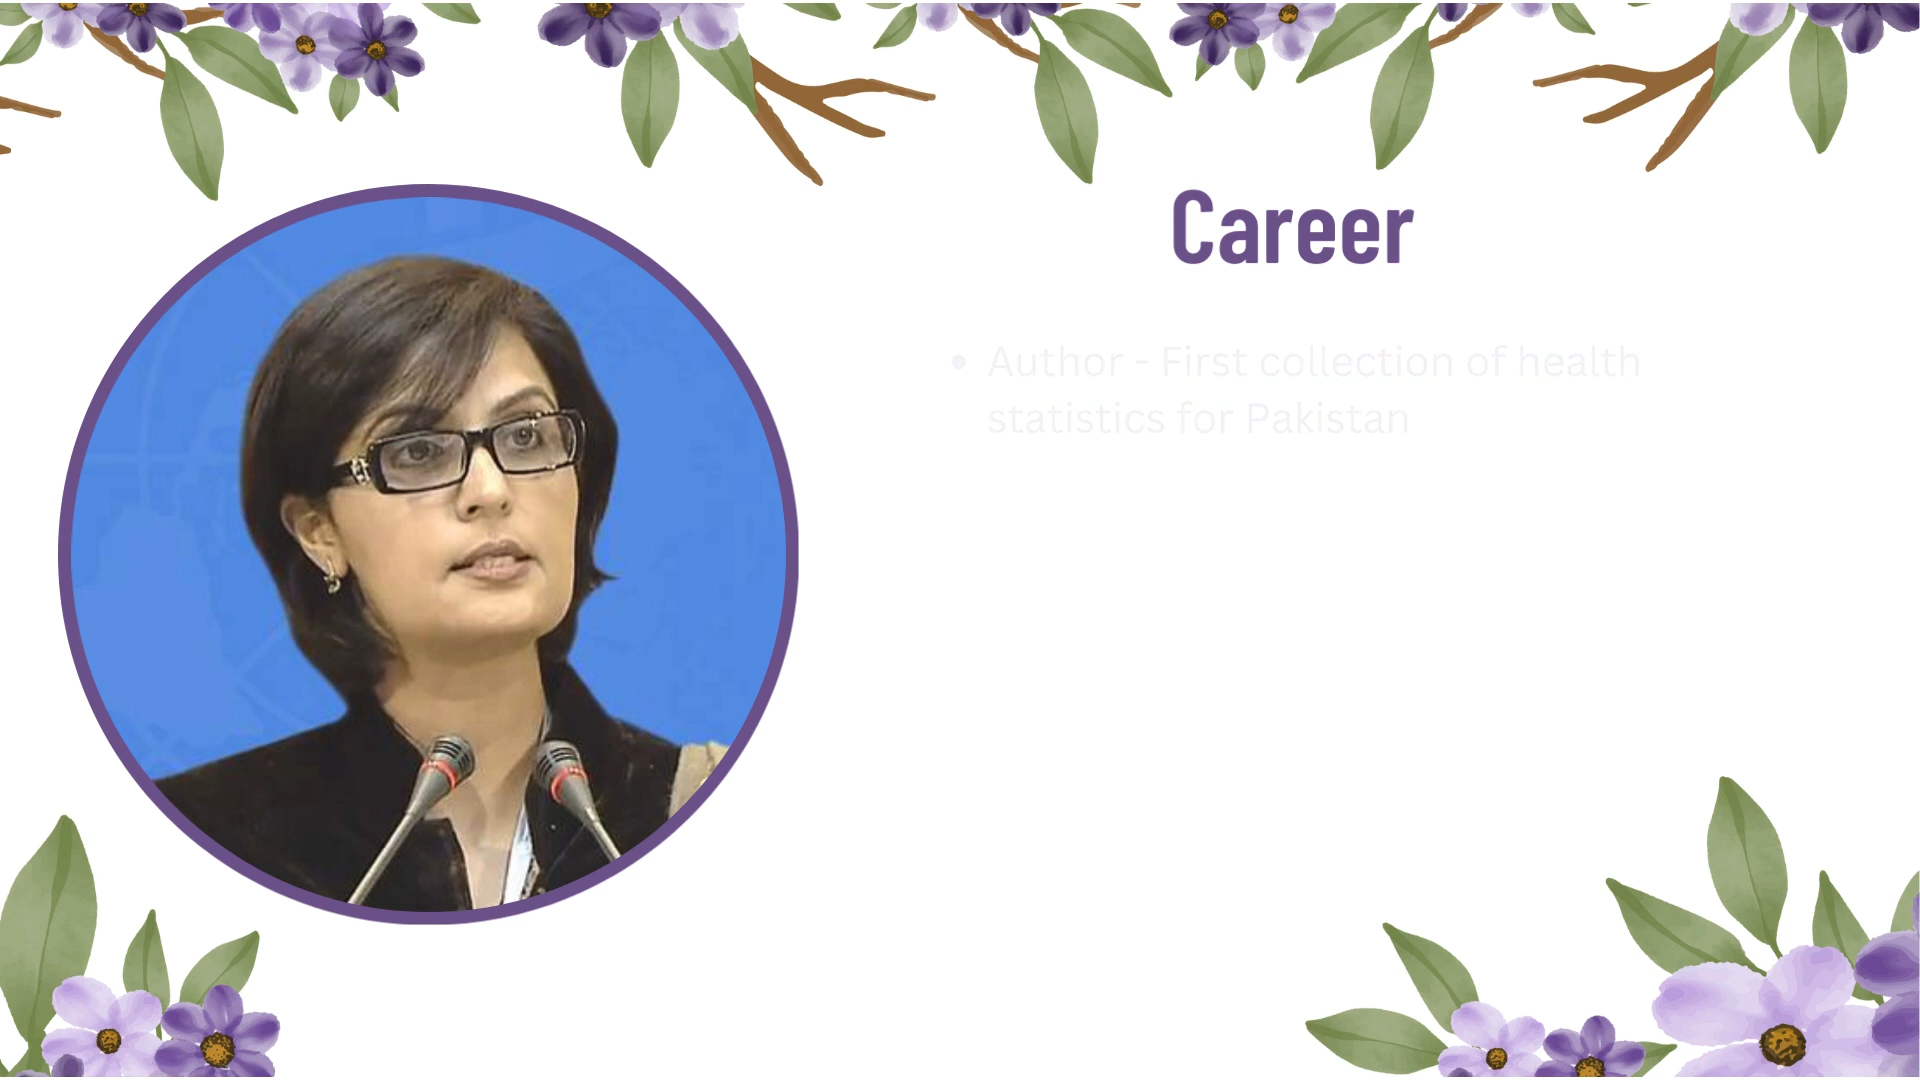 Career
• Author - First collection of health
statistics for Pakistan